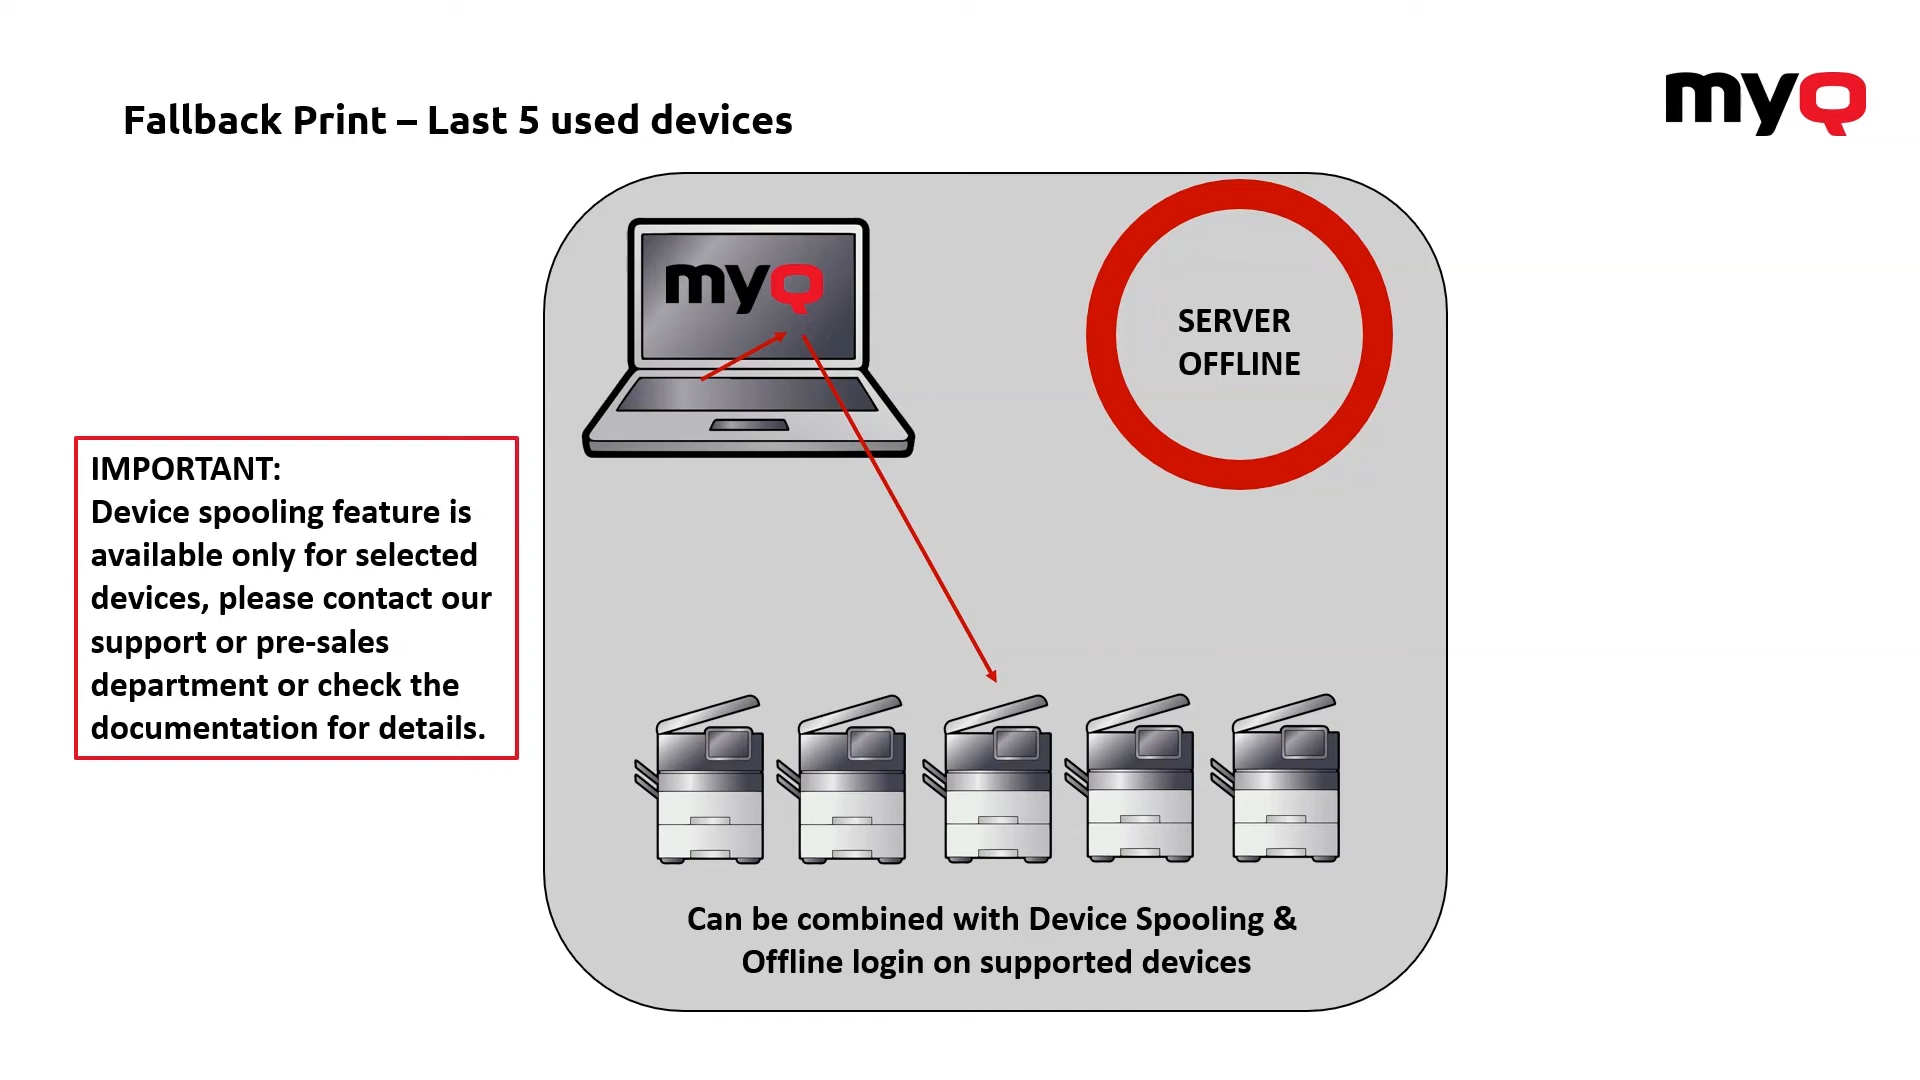 Fallback Print – Last 5 used devices
myQ
myQ
SERVER
OFFLINE
IMPORTANT:
Device spooling feature is
available only for selected
devices, please contact our
support or pre-sales
department or check the
documentation for details.
Can be combined with Device Spooling &
Offline login on supported devices